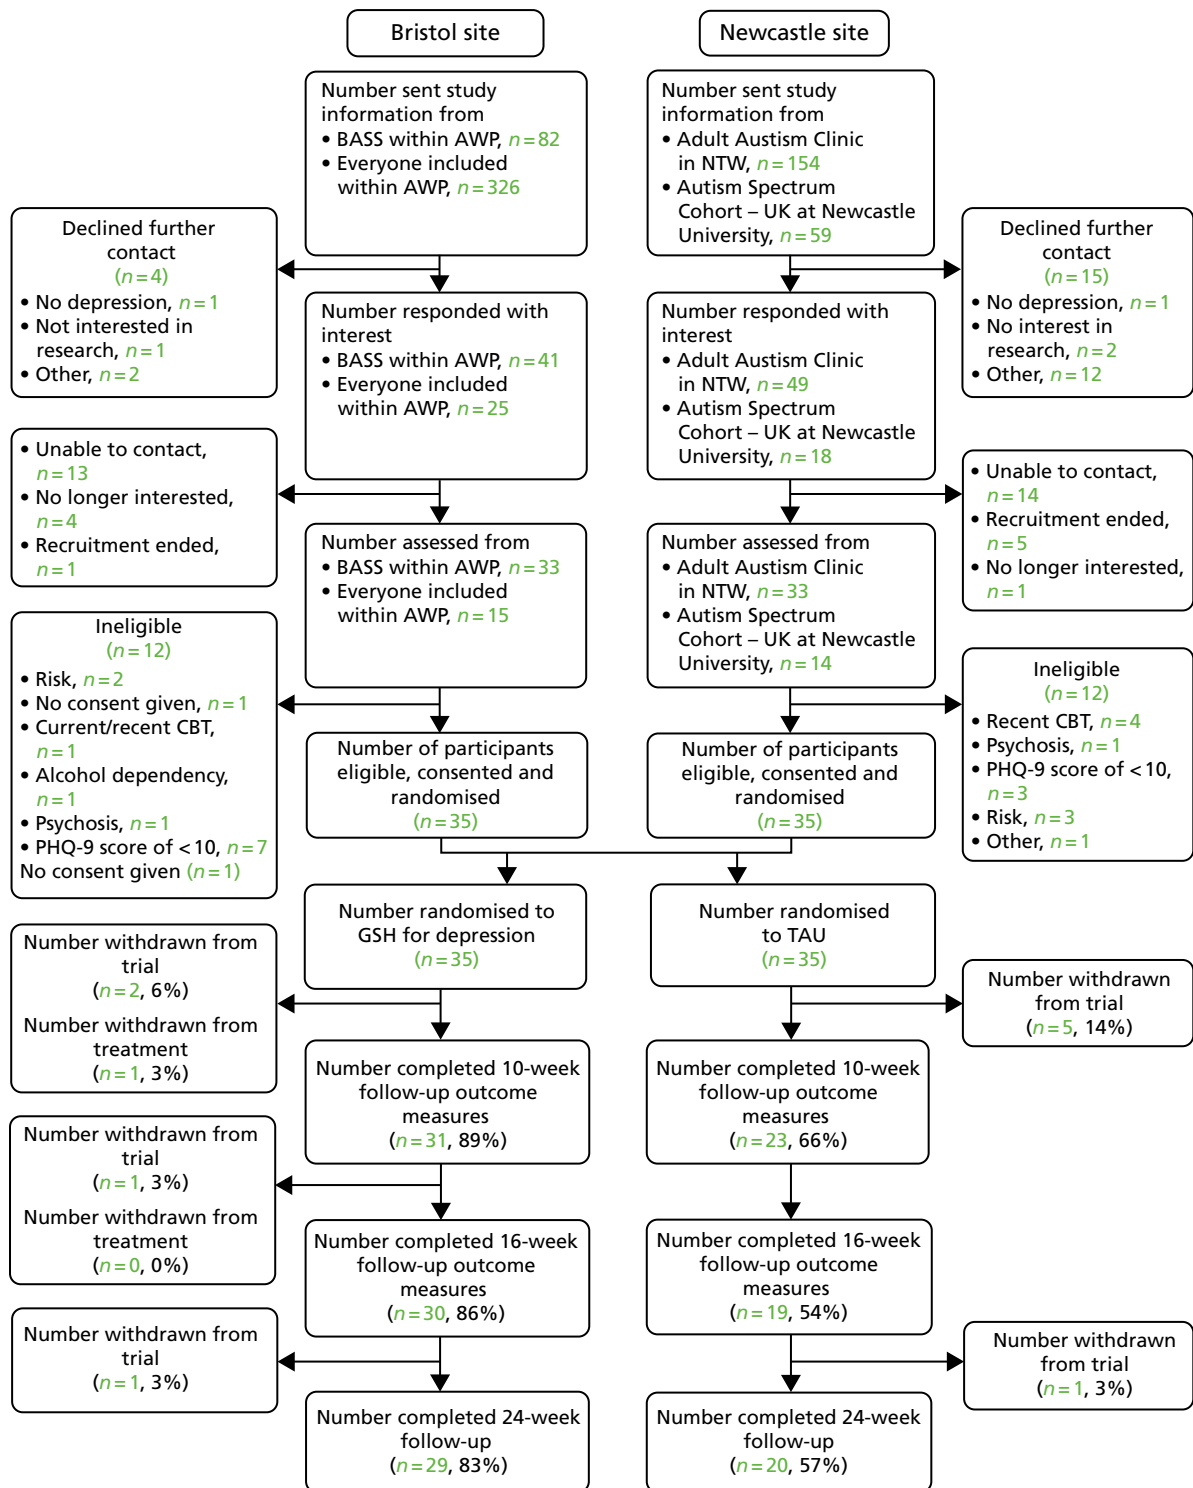 Bristol site
Newcastle site
Number sent study
information from
• BASS within AWP, n=82
• Everyone included
within AWP, n=326
Number sent study
information from
• Adult Austism Clinic
in NTW, n=154
• Autism Spectrum
Cohort – UK at Newcastle
University, n=59
Declined further
contact
(n=4)
• No depression, n=1
• Not interested in
research, n=1
• Other, n=2
Declined further
contact
(n=15)
• No depression, n=1
• No interest in
research, n=2
• Other, n=12
Number responded with
interest
• BASS within AWP, n=41
• Everyone included
within AWP, n=25
Number responded with
interest
• Adult Austism Clinic
in NTW, n=49
• Autism Spectrum
Cohort – UK at Newcastle
University, n=18
• Unable to contact,
n=13
• No longer interested,
n=4
• Recruitment ended,
n=1
• Unable to contact,
n=14
• Recruitment ended,
n=5
• No longer interested,
n=1
Number assessed from
• BASS within AWP, n=33
• Everyone included
within AWP, n=15
Number assessed from
• Adult Austism Clinic
in NTW, n=33
• Autism Spectrum
Cohort – UK at Newcastle
University, n=14
Ineligible
(n=12)
• Risk, n=2
• No consent given, n=1
• Current/recent CBT,
n=1
• Alcohol dependency,
n=1
• Psychosis, n=1
• PHQ-9 score of <10, n=7
No consent given (n=1)
Ineligible
(n=12)
• Recent CBT, n=4
• Psychosis, n=1
• PHQ-9 score of <10,
n=3
• Risk, n=3
• Other, n=1
Number of participants
eligible, consented and
randomised
(n=35)
Number of participants
eligible, consented and
randomised
(n=35)
Number randomised to
GSH for depression
(n=35)
Number randomised
to TAU
(n=35)
Number withdrawn from
trial
(n=2, 6%)
Number withdrawn from
treatment
(n=1, 3%)
Number withdrawn
from trial
(n=5, 14%)
Number completed 10-week
follow-up outcome
measures
(n=31, 89%)
Number completed 10-week
follow-up outcome
measures
(n=23, 66%)
Number withdrawn from
trial
(n=1, 3%)
Number withdrawn from
treatment
(n=0, 0%)
Number completed 16-week
follow-up outcome
measures
(n=30, 86%)
Number completed 16-week
follow-up outcome
measures
(n=19, 54%)
Number withdrawn from
trial
(n=1, 3%)
Number withdrawn
from trial
(n=1, 3%)
Number completed 24-week
follow-up
(n=29, 83%)
Number completed 24-week
follow-up
(n=20, 57%)